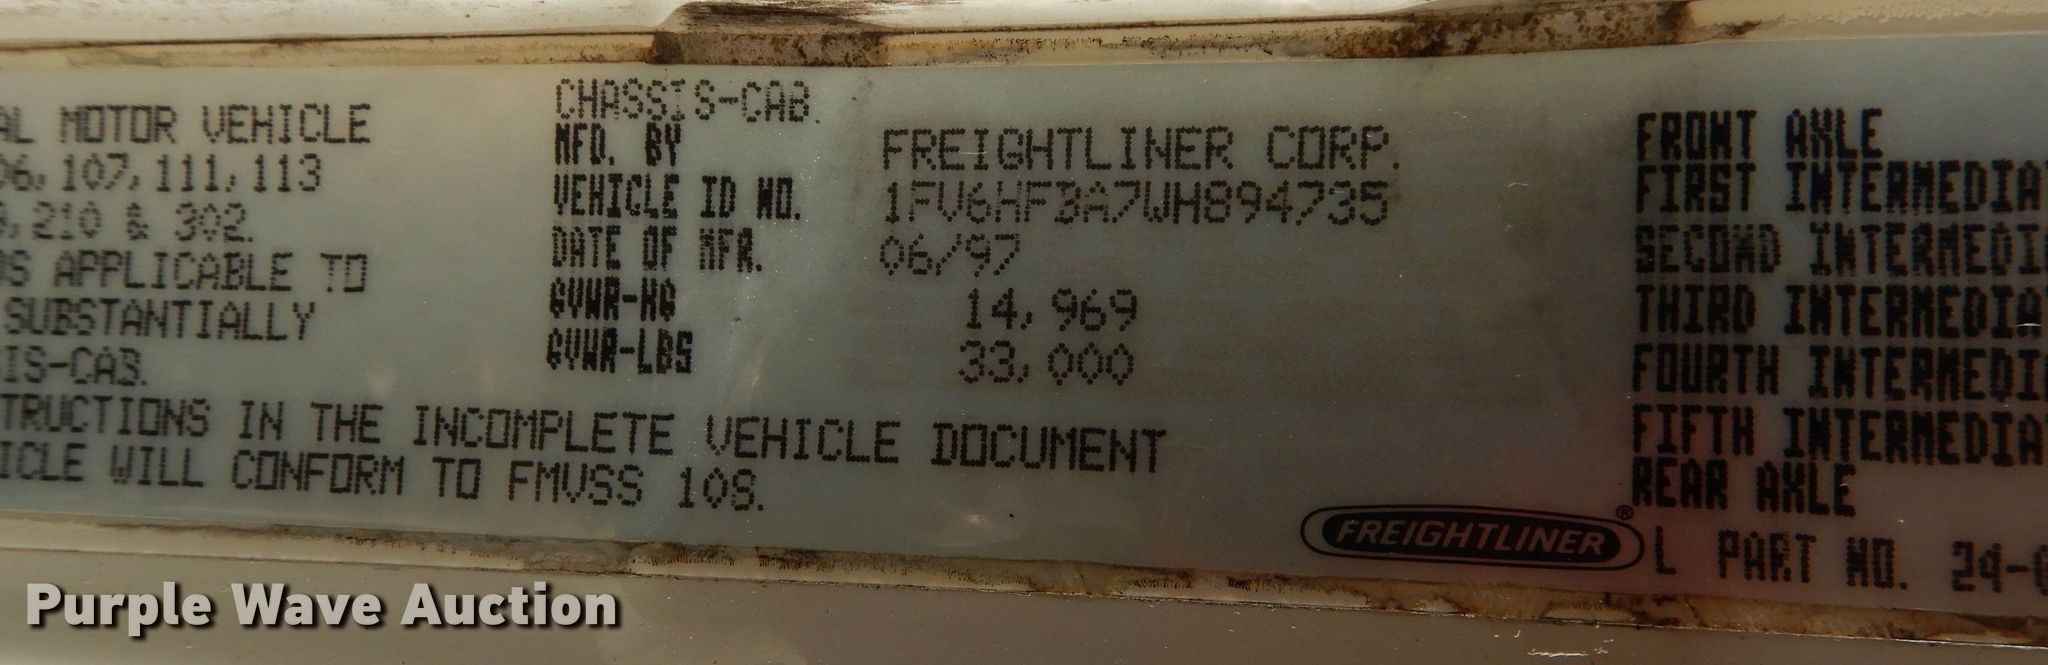 AL MOTOR VEHICLE
06, 107, 111, 113
210 & 302.
APPLICABLE TO
SUBSTANTIALLY
IS-CAB.
TRUCTIONS IN THE INCOMPLETE VEHICLE DOCUMENT
ICLE WILL CONFORM TO FMVSS 108.
CHASSIS-CAB.
MFD. BY FREIGHTLINER CORP.
VEHICLE ID NO. 1FV6HFBA7WH894735
DATE OF MFR. 06/97
GVWR-KG 14,969
GVWR-LBS 33,000
FRONT AXLE
FIRST INTERMEDIA
SECOND INTERMEDI
THIRD INTERMEDIA
FOURTH INTERMEDI
FIFTH INTERMEDIA
REAR AXLE
FREIGHTLINER®
L PART NO. 24-
Purple Wave Auction